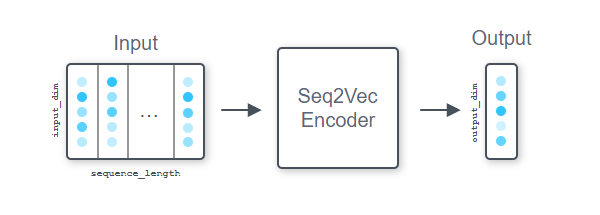 Input
Output
input_dim
...
Seq2Vec
Encoder
output_dim
sequence_length